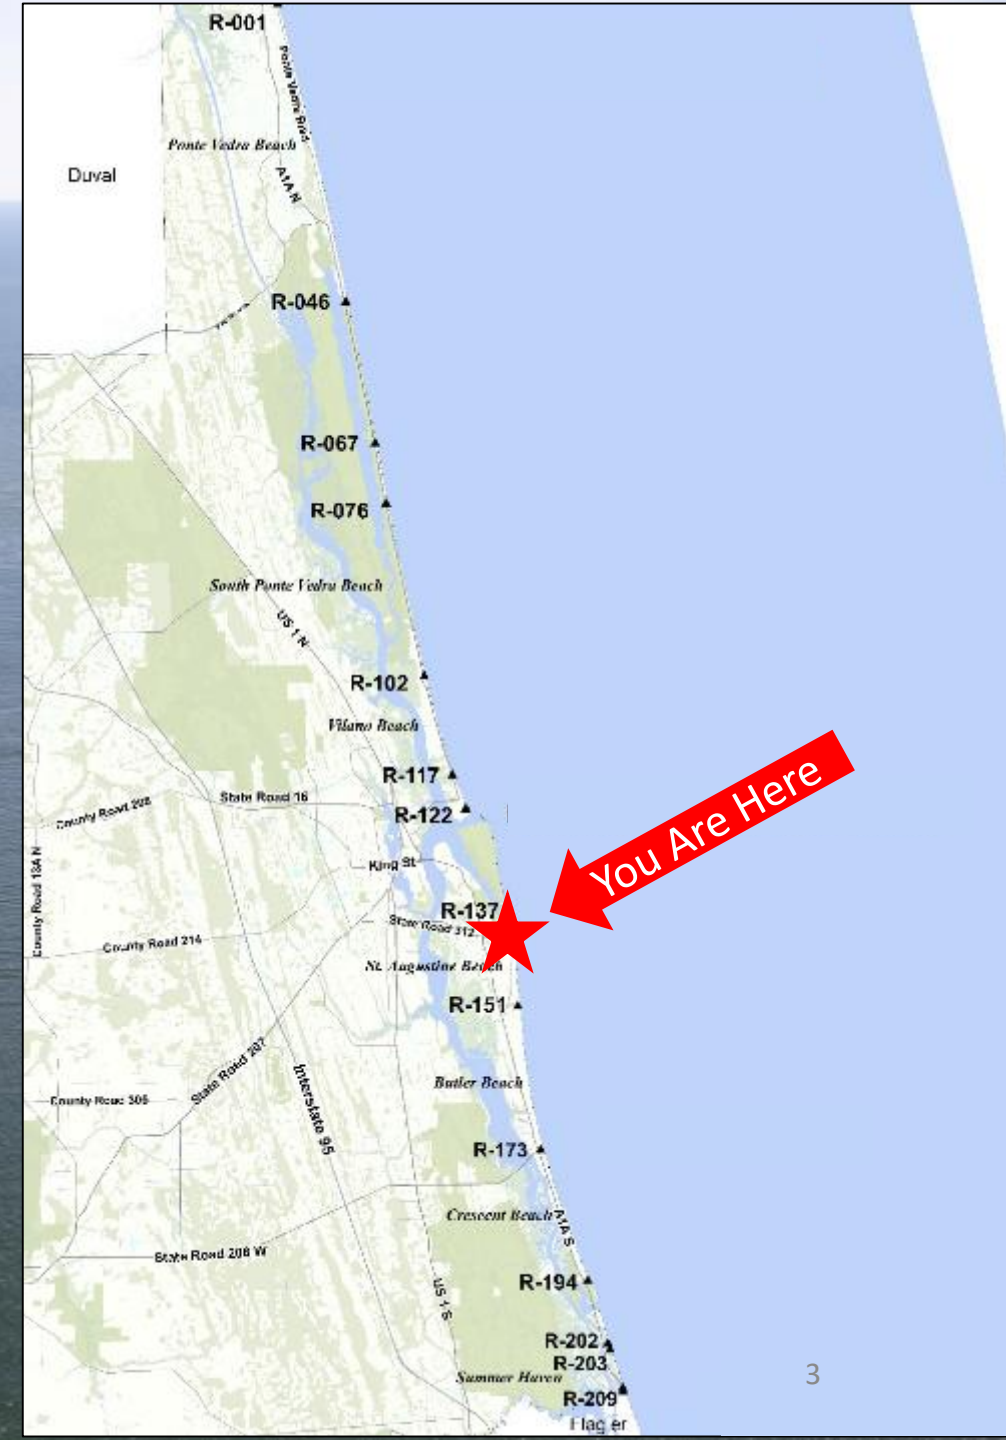 R-001
Ponte Vedra Blvd
Ponte Vedra Beach
Duval
A1A N
R-046
R-067
R-076
South Ponte Vedra Beach
US 1 N
R-102
Vilano Beach
R-117
State Road 16
County Road 208
R-122
You Are Here
King St
County Road 13A N
R-137
State Road 312
County Road 214
St. Augustine Beach
R-151
State Road 207
Interstate 95
Butler Beach
County Road 305
R-173
Crescent Beach
A1A S
State Road 206 W
R-194
US 1 S
R-202
R-203
Summer Haven
3
R-209
Flagler